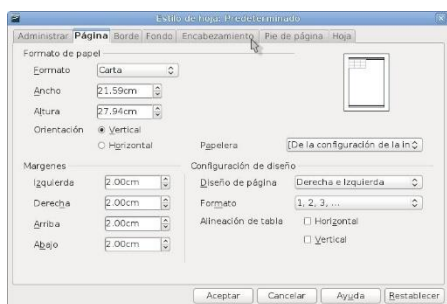 Estilo de hoja: Predeterminado
Administrar Página Borde Fondo Encabezamiento Pie de página Hoja
Formato de papel
Formato Carta
Ancho 21.59cm
Altura 27.94cm
Orientación Vertical
Horizontal Papelera [De la configuración de la in
Margenes Configuración de diseño
Izquierda 2.00cm Diseño de página Derecha e Izquierda
Derecha 2.00cm Formato 1, 2, 3, ...
Arriba 2.00cm Alineación de tabla Horizontal
Abajo 2.00cm Vertical
Aceptar Cancelar Ayuda Restablecer